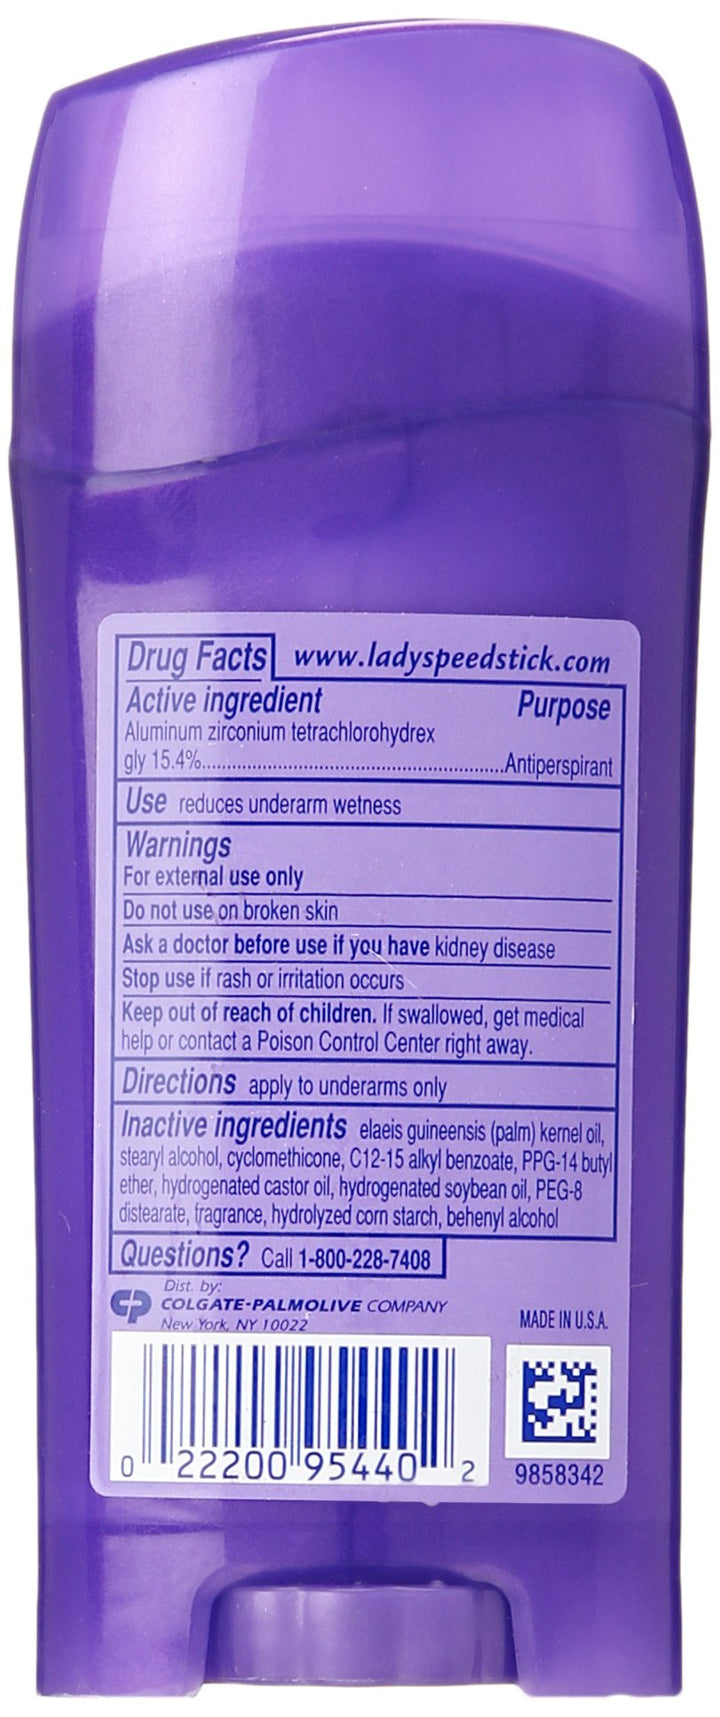 Drug Facts www.ladyspeedstick.com
Active ingredient Purpose
Aluminum zirconium tetrachlorohydrex
gly 15.4%..........................................................Antiperspirant
Use reduces underarm wetness
Warnings
For external use only
Do not use on broken skin
Ask a doctor before use if you have kidney disease
Stop use if rash or irritation occurs
Keep out of reach of children. If swallowed, get medical
help or contact a Poison Control Center right away.
Directions apply to underarms only
Inactive ingredients elaeis guineensis (palm) kernel oil,
stearyl alcohol, cyclomethicone, C12-15 alkyl benzoate, PPG-14 butyl
ether, hydrogenated castor oil, hydrogenated soybean oil, PEG-8
distearate, fragrance, hydrolyzed corn starch, behenyl alcohol
Questions? Call 1-800-228-7408
Dist. by:
CP COLGATE-PALMOLIVE COMPANY
New York, NY 10022 MADE IN U.S.A.
0 22200 95440 2 9858342